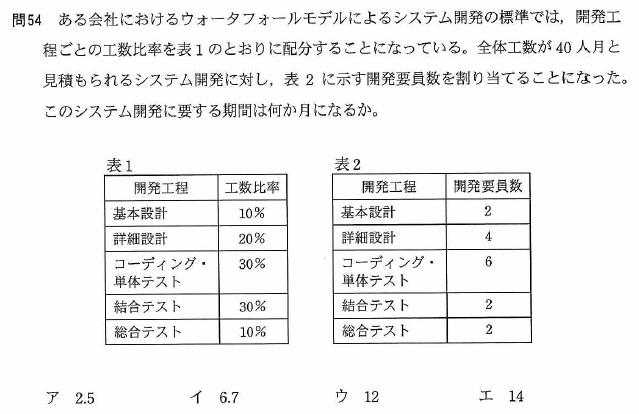 問54 ある会社におけるウォータフォールモデルによるシステム開発の標準では，開発工
程ごとの工数比率を表1のとおりに配分することになっている。全体工数が40人月と
見積もられるシステム開発に対し，表 2 に示す開発要員数を割り当てることになった。
このシステム開発に要する期間は何か月になるか。
表1
開発工程 工数比率
基本設計 10%
詳細設計 20%
コーディング・ 30%
単体テスト
結合テスト 30%
総合テスト 10%
表2
開発工程 開発要員数
基本設計 2
詳細設計 4
コーディング・ 6
単体テスト
結合テスト 2
総合テスト 2
ア 2.5 イ 6.7 ウ 12 エ 14